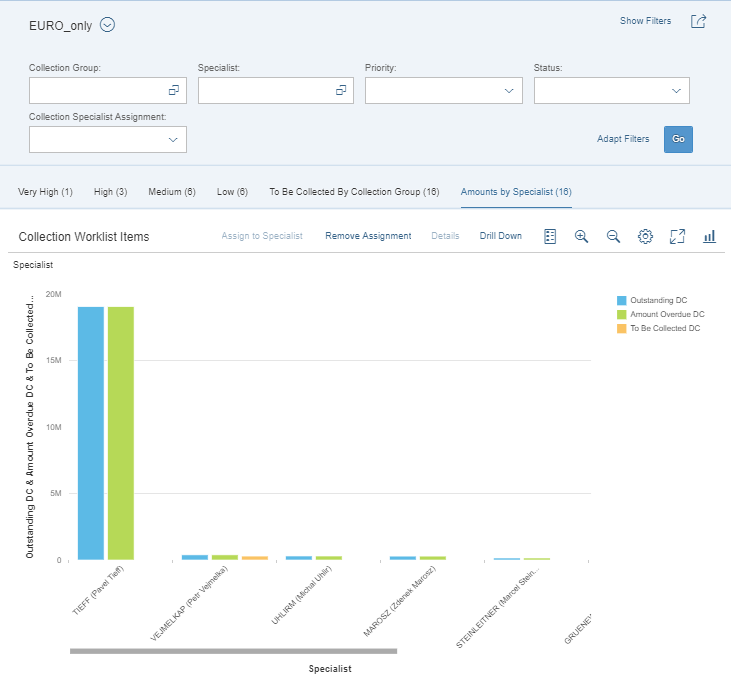 EURO_only
Show Filters
Collection Group:
Specialist:
Priority:
Status:
Collection Specialist Assignment:
Adapt Filters
Go
Very High (1)
High (3)
Medium (6)
Low (6)
To Be Collected By Collection Group (16)
Amounts by Specialist (16)
Collection Worklist Items
Assign to Specialist
Remove Assignment
Details
Drill Down
Specialist
Outstanding DC & Amount Overdue DC & To Be Collected...
20M
15M
10M
5M
0
Outstanding DC
Amount Overdue DC
To Be Collected DC
TIEFF (Pavel Tieff)
VEJMELKAP (Petr Vejmelka)
UHLIRM (Michal Uhlir)
MAROSZ (Zdenek Marosz)
STEINLEITNER (Marcel Stein...
GRUENE
Specialist